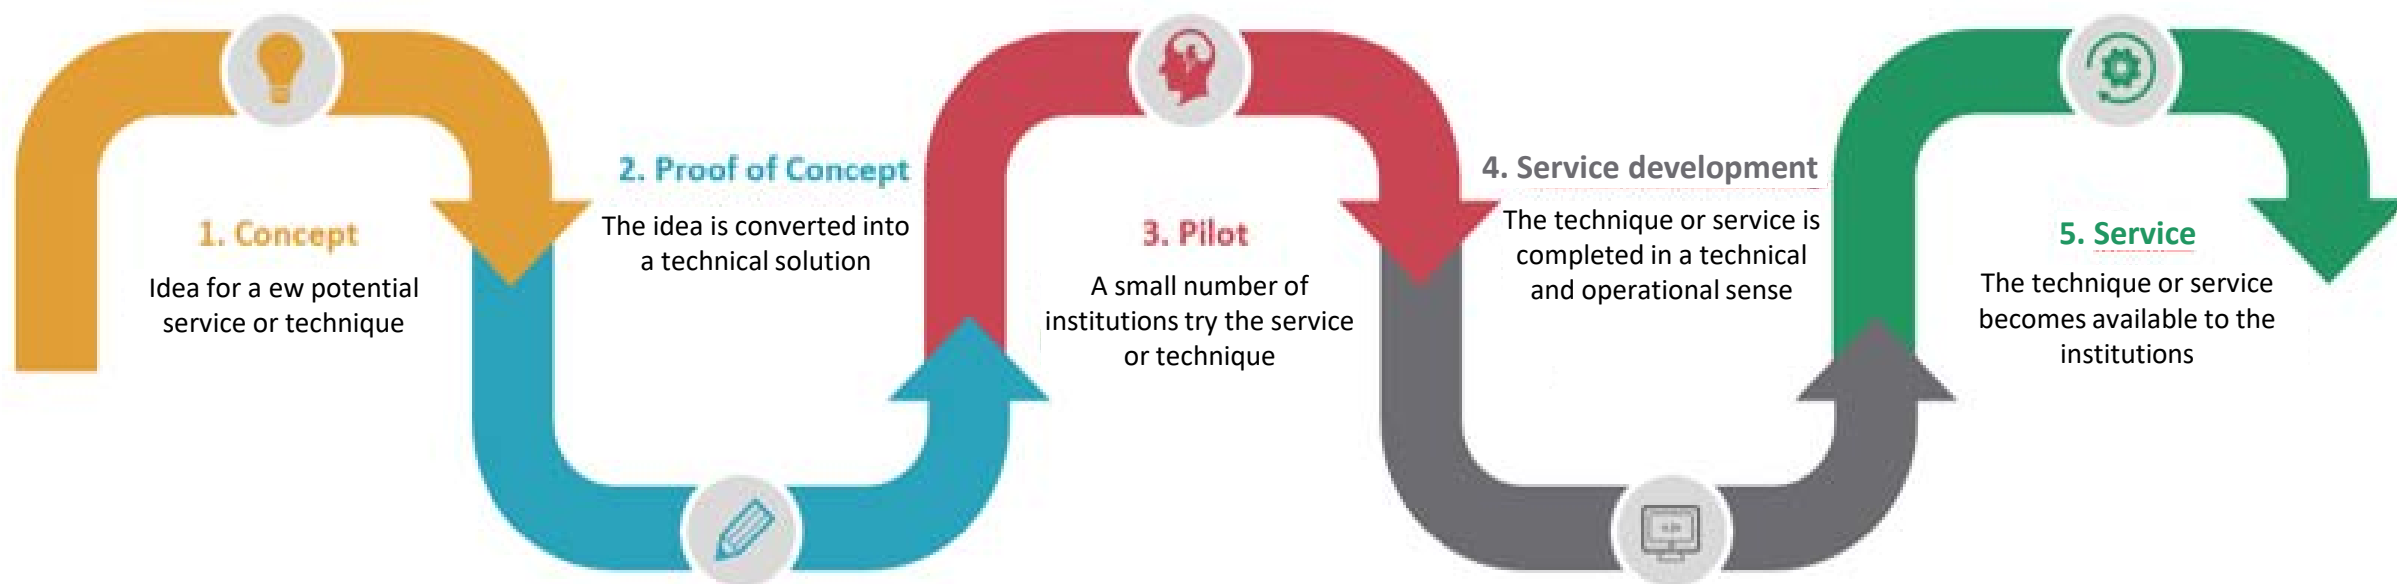 1. Concept
Idea for a ew potential
service or technique
2. Proof of Concept
The idea is converted into
a technical solution
3. Pilot
A small number of
institutions try the service
or technique
4. Service development
The technique or service is
completed in a technical
and operational sense
5. Service
The technique or service
becomes available to the
institutions